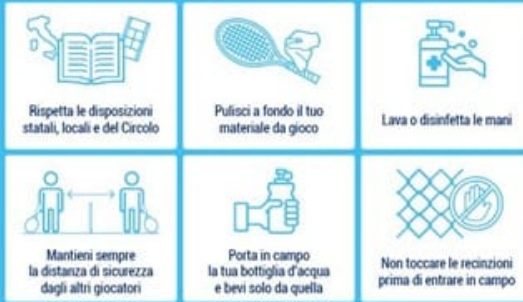 Rispetta le disposizioni
statali, locali e del Circolo
Pulisci a fondo il tuo
materiale da gioco
Lava o disinfetta le mani
Mantieni sempre
la distanza di sicurezza
dagli altri giocatori
Porta in campo
la tua bottiglia d'acqua
e bevi solo da quella
Non toccare le recinzioni
prima di entrare in campo